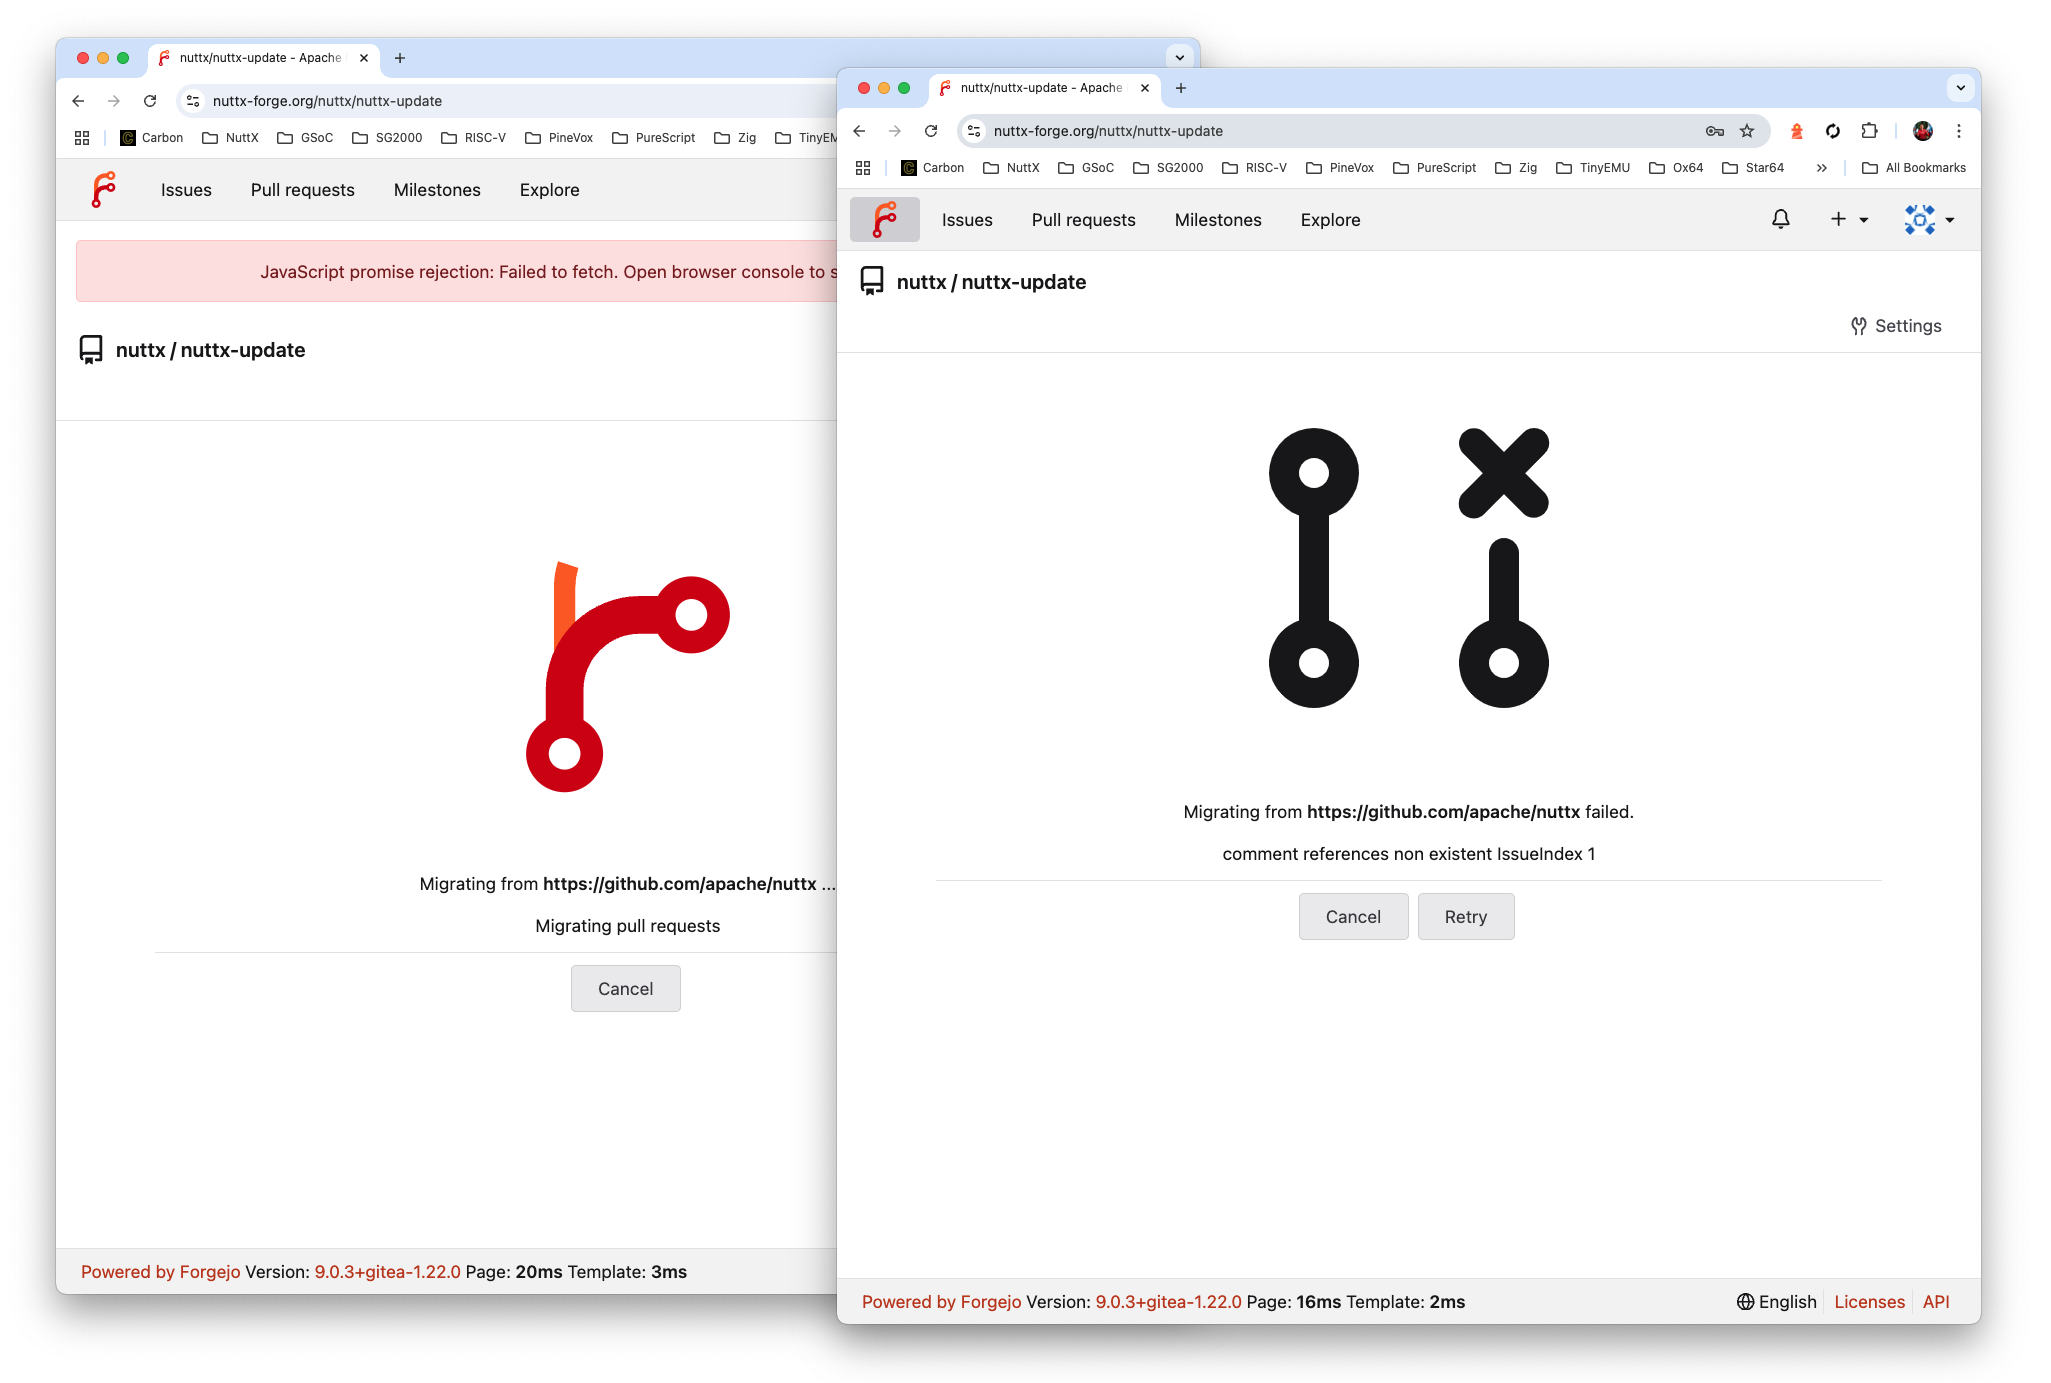 nuttx/nuttx-update - Apache
nuttx-forge.org/nuttx/nuttx-update
Carbon NuttX GSoC SG2000 RISC-V PineVox PureScript Zig TinyEM
Issues Pull requests Milestones Explore
JavaScript promise rejection: Failed to fetch. Open browser console to s
nuttx / nuttx-update
Migrating from https://github.com/apache/nuttx ...
Migrating pull requests
Cancel
Powered by Forgejo Version: 9.0.3+gitea-1.22.0 Page: 20ms Template: 3ms
nuttx/nuttx-update - Apache
nuttx-forge.org/nuttx/nuttx-update
Carbon NuttX GSoC SG2000 RISC-V PineVox PureScript Zig TinyEMU Ox64 Star64 » All Bookmarks
Issues Pull requests Milestones Explore
nuttx / nuttx-update
Settings
Migrating from https://github.com/apache/nuttx failed.
comment references non existent IssueIndex 1
Cancel Retry
Powered by Forgejo Version: 9.0.3+gitea-1.22.0 Page: 16ms Template: 2ms English Licenses API